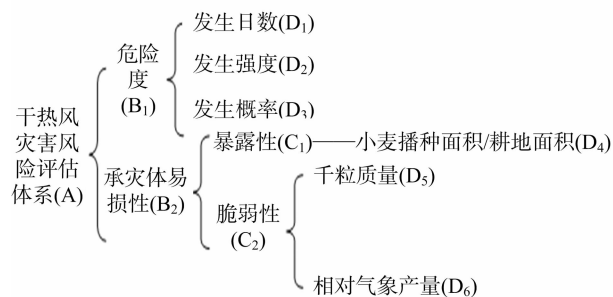 干热风
灾害风
险评估
体系(A)
危险
度
(B₁)
发生日数(D₁)
发生强度(D₂)
发生概率(D₃)
承灾体易
损性(B₂)
暴露性(C₁)——小麦播种面积/耕地面积(D₄)
脆弱性
(C₂)
千粒质量(D₅)
相对气象产量(D₆)